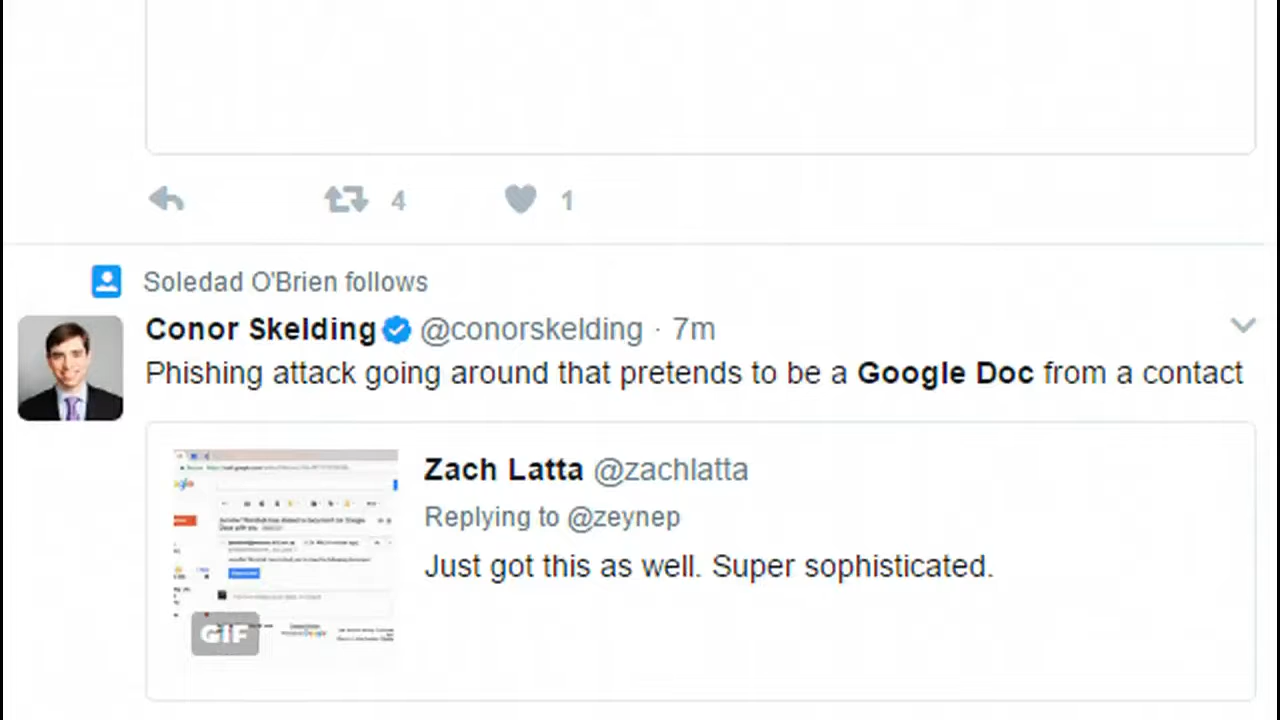 4 1
Soledad O'Brien follows
Conor Skelding @conorskelding · 7m
Phishing attack going around that pretends to be a Google Doc from a contact
Zach Latta @zachlatta
Replying to @zeynep
Just got this as well. Super sophisticated.
GIF